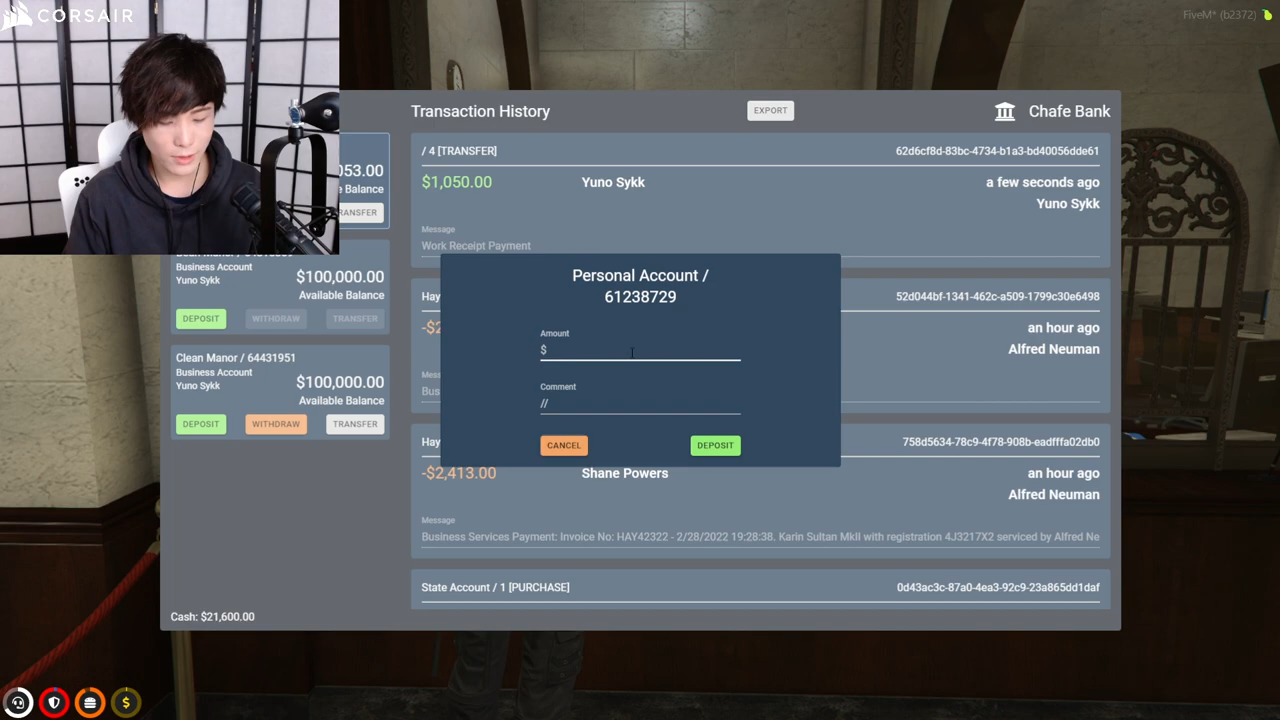 CORSAIR
FiveM* (b2372)
Transaction History
EXPORT
Chafe Bank
053.00
Balance
TRANSFER
/ 4 [TRANSFER]
62d6cf8d-83bc-4734-b1a3-bd40056dde61
$1,050.00
Yuno Sykk
a few seconds ago
Yuno Sykk
Message
Work Receipt Payment
Business Account
Yuno Sykk
$100,000.00
Available Balance
DEPOSIT
WITHDRAW
TRANSFER
Clean Manor / 64431951
Business Account
Yuno Sykk
$100,000.00
Available Balance
DEPOSIT
WITHDRAW
TRANSFER
Cash: $21,600.00
Personal Account /
61238729
Amount
$
Comment
//
CANCEL
DEPOSIT
Hay
52d044bf-1341-462c-a509-1799c30e6498
-$2
an hour ago
Alfred Neuman
Mess
Bus
Hay
758d5634-78c9-4f78-908b-eadfffa02db0
-$2,413.00
Shane Powers
an hour ago
Alfred Neuman
Message
Business Services Payment: Invoice No: HAY42322 - 2/28/2022 19:28:38. Karin Sultan MkII with registration 4J3217X2 serviced by Alfred Ne
State Account / 1 [PURCHASE]
0d43ac3c-87a0-4ea3-92c9-23a865dd1daf